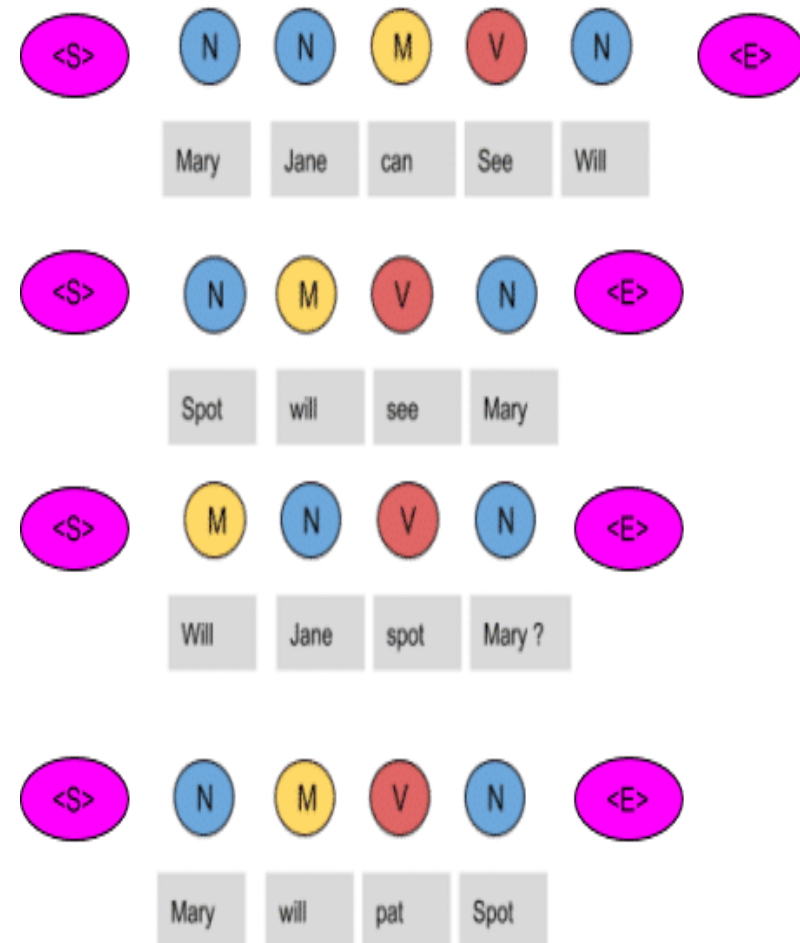 <S> N N M V N <E>
Mary Jane can See Will
<S> N M V N <E>
Spot will see Mary
<S> M N V N <E>
Will Jane spot Mary ?
<S> N M V N <E>
Mary will pat Spot